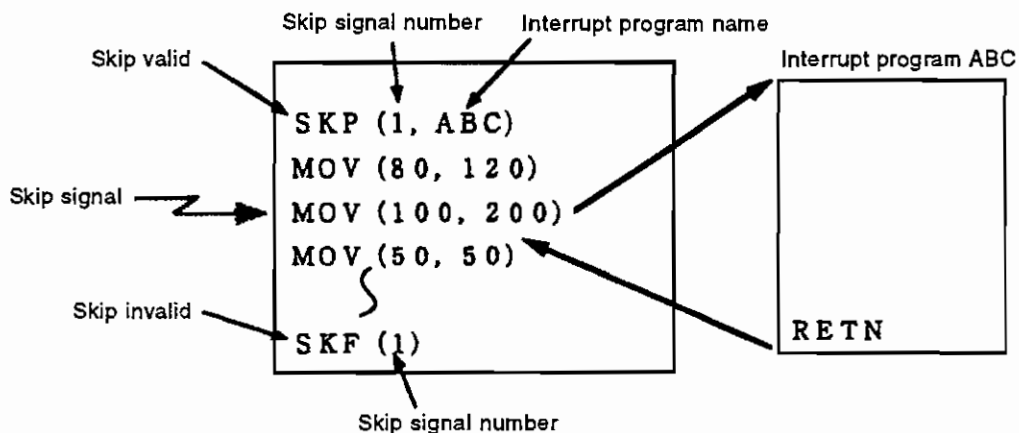 Skip signal number
Interrupt program name
Skip valid
Interrupt program ABC
SKP (1, ABC)
MOV (80, 120)
Skip signal
MOV (100, 200)
MOV (50, 50)
Skip invalid
SKF (1)
RETN
Skip signal number